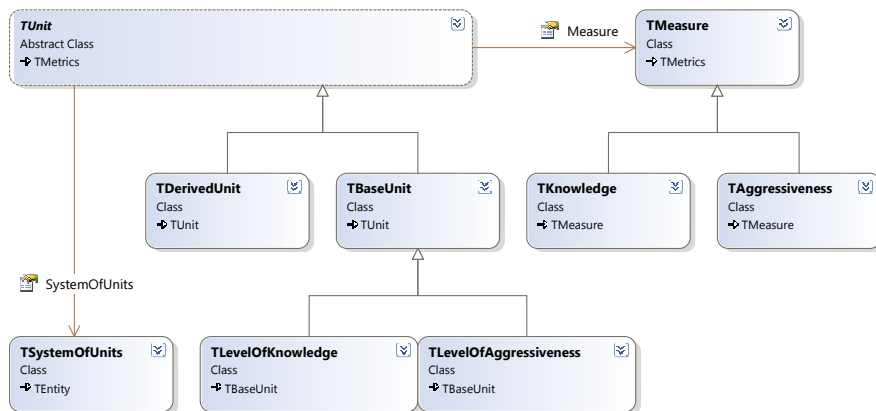 TUnit
Abstract Class
TMetrics
Measure
TMeasure
Class
TMetrics
TDerivedUnit
Class
TUnit
TBaseUnit
Class
TUnit
TKnowledge
Class
TMeasure
TAggressiveness
Class
TMeasure
SystemOfUnits
TSystemOfUnits
Class
TEntity
TLevelOfKnowledge
Class
TBaseUnit
TLevelOfAggressiveness
Class
TBaseUnit